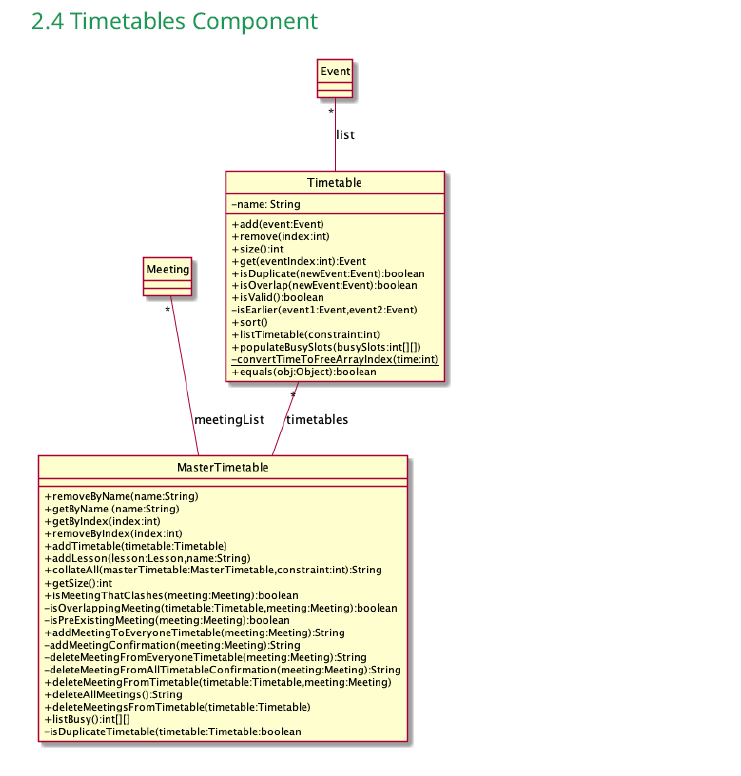 2.4 Timetables Component
Event
*
list
Timetable
-name: String
+add(event:Event)
+remove(index:int)
+size():int
+get(eventIndex:int):Event
+isDuplicate(newEvent:Event):boolean
+isOverlap(newEvent:Event):boolean
+isValid():boolean
-isEarlier(event1:Event,event2:Event)
+sort()
+listTimetable(constraint:int)
+populateBusySlots(busySlots:int[][])
-convertTimeToFreeArrayIndex(time:int)
+equals(obj:Object):boolean
Meeting
*
*
meetingList
timetables
MasterTimetable
+removeByName(name:String)
+getByName (name:String)
+getByIndex(index:int)
+removeByIndex(index:int)
+addTimetable(timetable:Timetable)
+addLesson(lesson:Lesson,name:String)
+collateAll(masterTimetable:MasterTimetable,constraint:int):String
+getSize():int
+isMeetingThatClashes(meeting:Meeting):boolean
-isOverlappingMeeting(timetable:Timetable,meeting:Meeting):boolean
-isPreExistingMeeting(meeting:Meeting):boolean
+addMeetingToEveryoneTimetable(meeting:Meeting):String
-addMeetingConfirmation(meeting:Meeting):String
-deleteMeetingFromEveryoneTimetable(meeting:Meeting):String
-deleteMeetingFromAllTimetableConfirmation(meeting:Meeting):String
+deleteMeetingFromTimetable(timetable:Timetable,meeting:Meeting)
+deleteAllMeetings():String
+deleteMeetingsFromTimetable(timetable:Timetable)
+listBusy():int[][]
-isDuplicateTimetable(timetable:Timetable:boolean